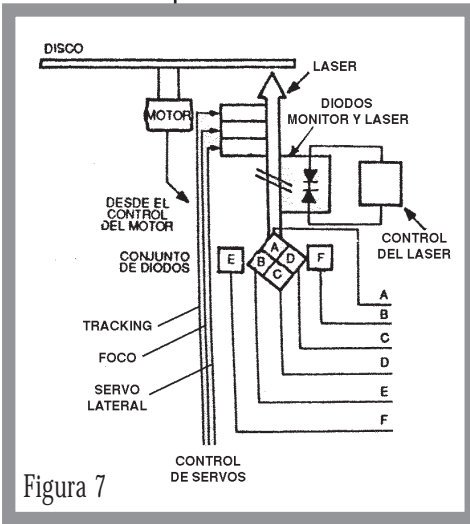 DISCO
LASER
DIODOS
MONITOR Y LASER
MOTOR
DESDE EL
CONTROL
DEL MOTOR
CONTROL
DEL LASER
CONJUNTO
DE DIODOS
E
A
B
D
C
F
A
B
C
D
E
F
TRACKING
FOCO
SERVO
LATERAL
CONTROL
DE SERVOS
Figura 7